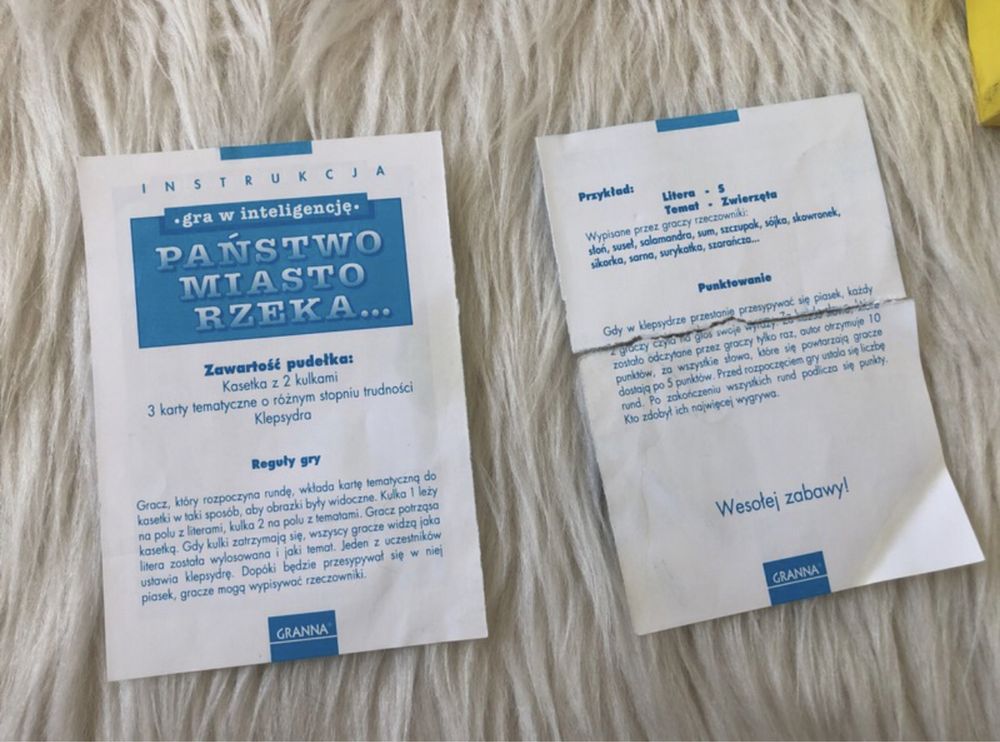 INSTRUKCJA
•gra w inteligencję•
PAŃSTWO
MIASTO
RZEKA...
Zawartość pudełka:
Kasetka z 2 kulkami
3 karty tematyczne o różnym stopniu trudności
Klepsydra
Reguły gry
Gracz, który rozpoczyna rundę, wkłada kartę tematyczną do
kasetki w taki sposób, aby obrazki były widoczne. Kulka 1 leży
na polu z literami, kulka 2 na polu z tematami. Gracz potrząsa
kasetką. Gdy kulki zatrzymają się, wszyscy gracze widzą jaka
litera została wylosowana i jaki temat. Jeden z uczestników
ustawia klepsydrę. Dopóki będzie przesypywał się w niej
piasek, gracze mogą wypisywać rzeczowniki.
GRANNA
Przykład: Litera - S
Temat - Zwierzęta
Wypisane przez graczy rzeczowniki:
słoń, suseł, salamandra, sum, szczupak, sójka, skowronek,
sikorka, sarna, surykatka, szarańcza...
Punktowanie
Gdy w klepsydrze przestanie przesypywać się piasek, każdy
z graczy czyta na głos swoje wyrazy. Za każde słowo, które
zostało odczytane przez graczy tylko raz, autor otrzymuje 10
punktów, za wszystkie słowa, które się powtarzają gracze
dostają po 5 punktów. Przed rozpoczęciem gry ustala się liczbę
rund. Po zakończeniu wszystkich rund podlicza się punkty.
Kto zdobył ich najwięcej wygrywa.
Wesołej zabawy!
GRANNA